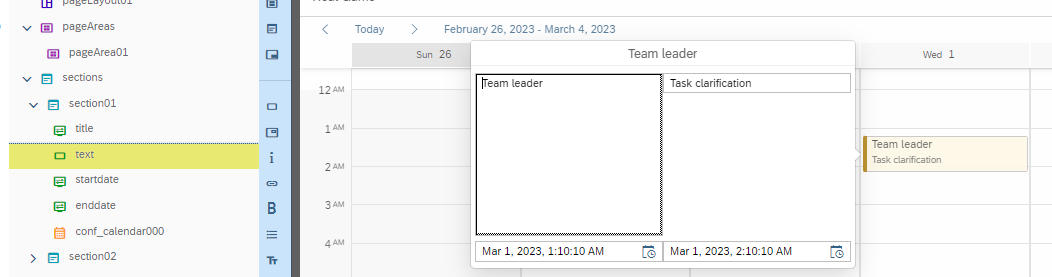 pageLayout01
pageAreas
pageArea01
sections
section01
title
text
startdate
enddate
conf_calendar000
section02
i
B
TT
Today
February 26, 2023 - March 4, 2023
Sun 26
Wed 1
12 AM
1 AM
2 AM
3 AM
4 AM
Team leader
Team leader
Task clarification
Mar 1, 2023, 1:10:10 AM
Mar 1, 2023, 2:10:10 AM
Team leader
Task clarification